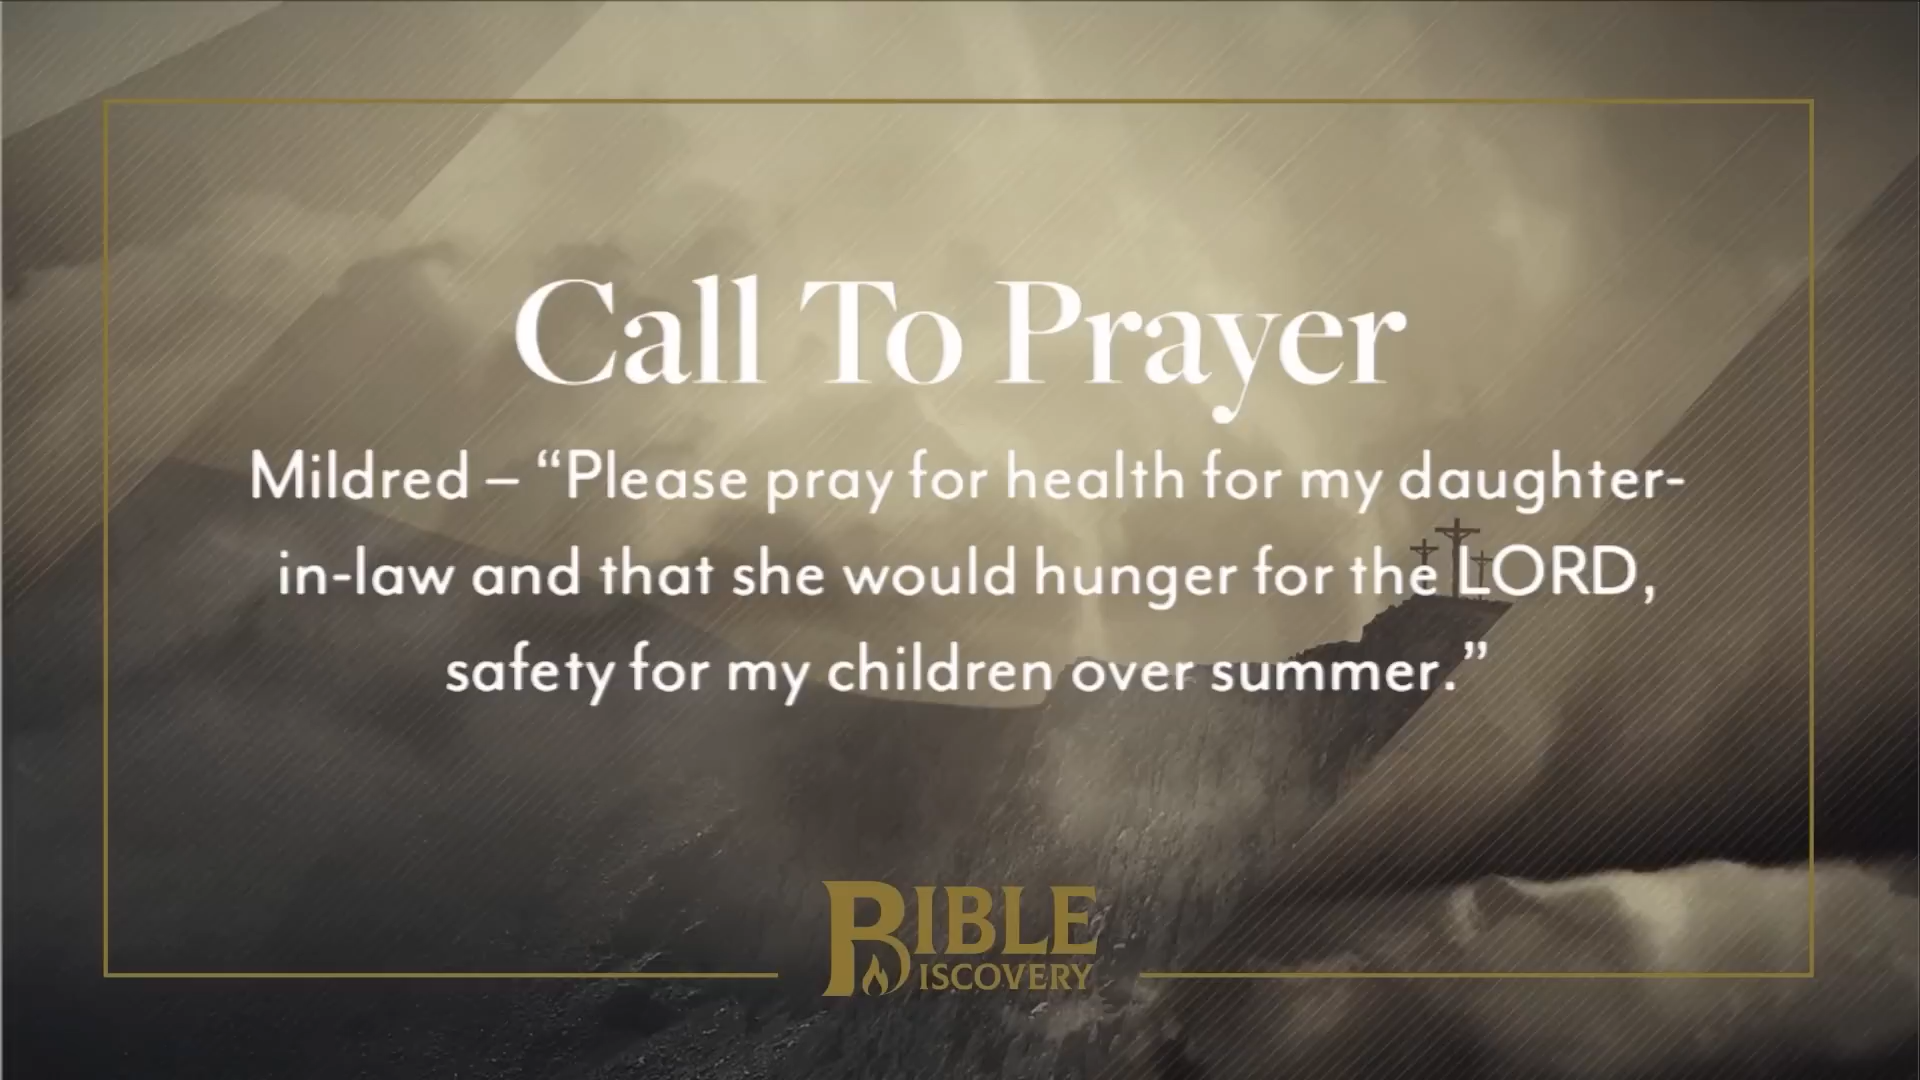 Call To Prayer
Mildred – “Please pray for health for my daughter-
in-law and that she would hunger for the LORD,
safety for my children over summer.”
BIBLE
DISCOVERY